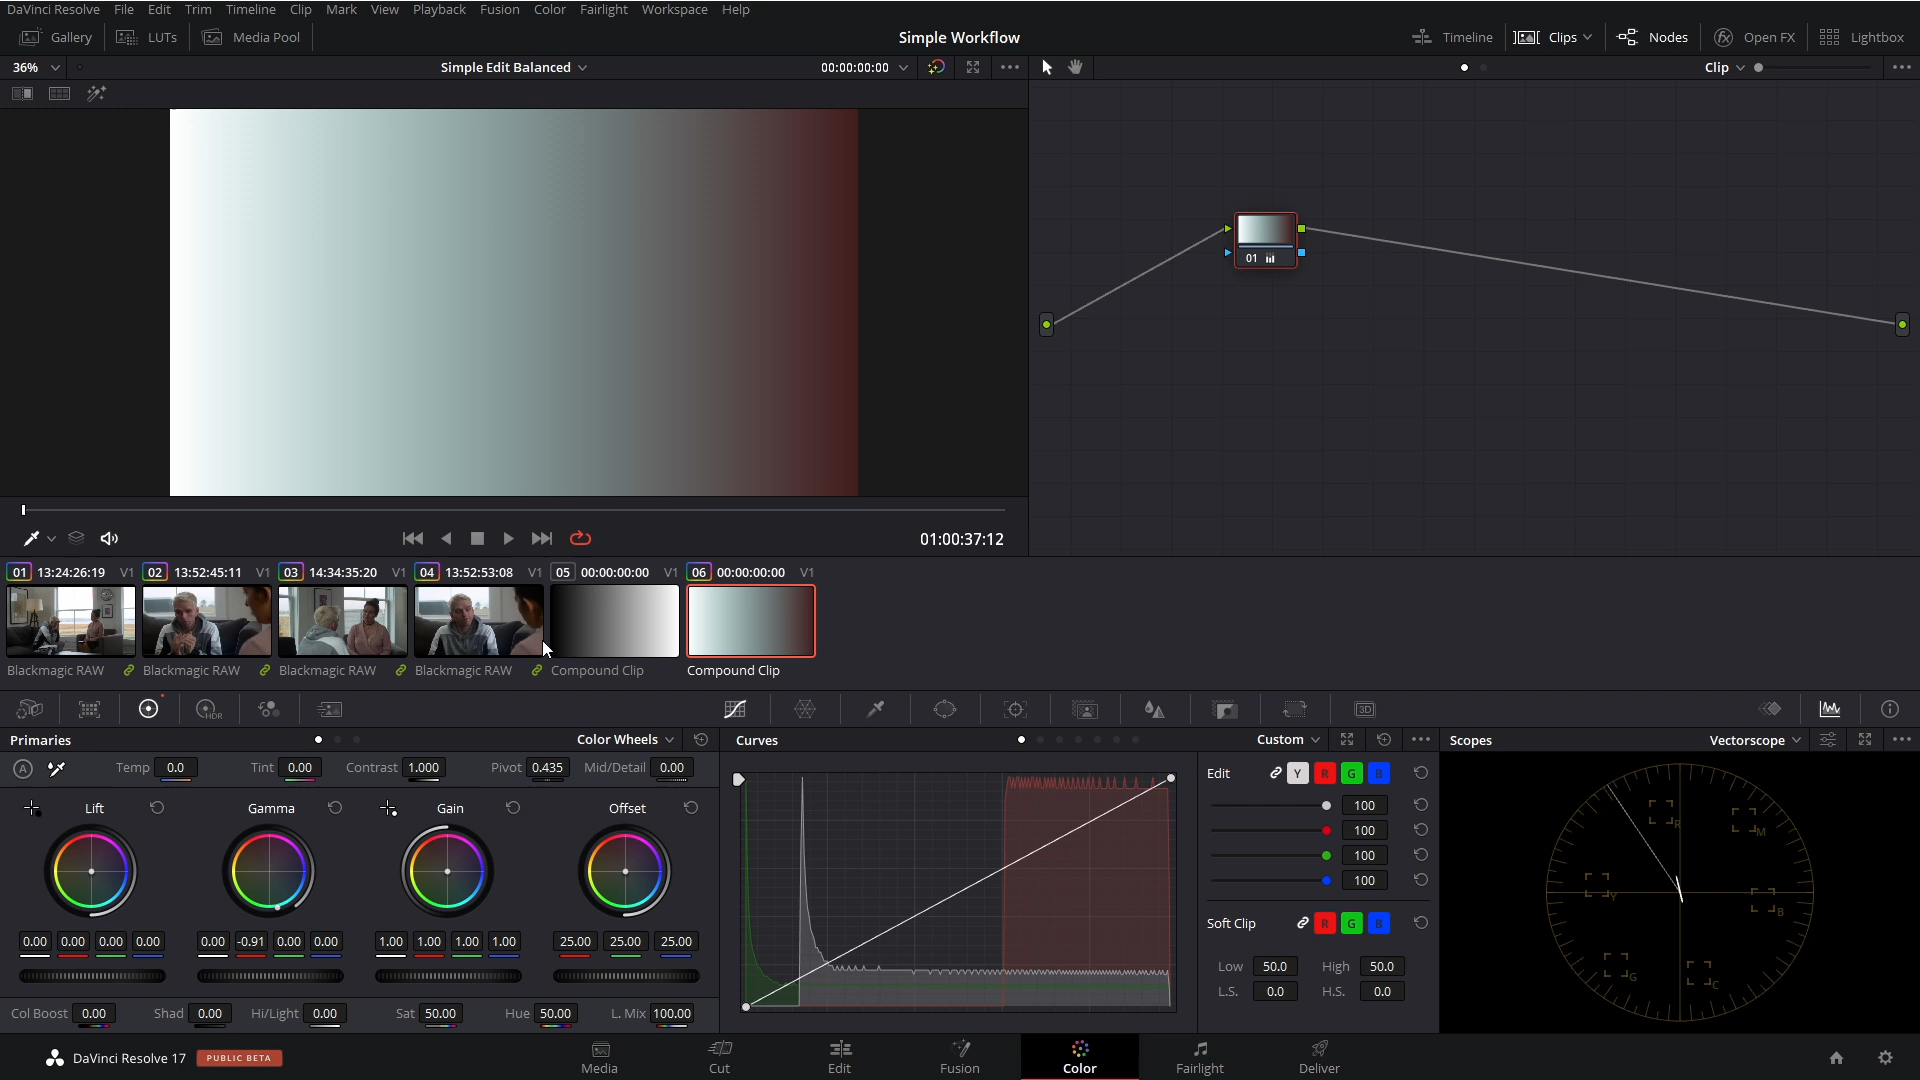 DaVinci Resolve File Edit Trim Timeline Clip Mark View Playback Fusion Color Fairlight Workspace Help
Gallery LUTs Media Pool Simple Workflow Timeline Clips Nodes Open FX Lightbox
36% Simple Edit Balanced 00:00:00:00 Clip
01
01:00:37:12
01 13:24:26:19 V1 02 13:52:45:11 V1 03 14:34:35:20 V1 04 13:52:53:08 V1 05 00:00:00:00 V1 06 00:00:00:00 V1
Blackmagic RAW Blackmagic RAW Blackmagic RAW Blackmagic RAW Compound Clip Compound Clip
HDR 3D
Primaries Color Wheels Curves Custom Scopes Vectorscope
A Temp 0.0 Tint 0.00 Contrast 1.000 Pivot 0.435 Mid/Detail 0.00
Edit Y R G B
Lift Gamma Gain Offset
100
100
100
100
R M Y B G C
Soft Clip R G B
0.00 0.00 0.00 0.00 0.00 -0.91 0.00 0.00 1.00 1.00 1.00 1.00 25.00 25.00 25.00
Low 50.0 High 50.0
L.S. 0.0 H.S. 0.0
Col Boost 0.00 Shad 0.00 Hi/Light 0.00 Sat 50.00 Hue 50.00 L. Mix 100.00
DaVinci Resolve 17 PUBLIC BETA
Media Cut Edit Fusion Color Fairlight Deliver